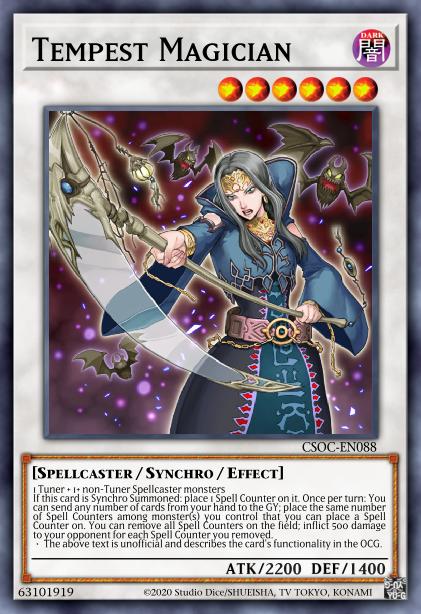 Tempest Magician
DARK
闇
CSOC-EN088
[Spellcaster / Synchro / Effect]
1 Tuner + 1+ non-Tuner Spellcaster monsters
If this card is Synchro Summoned: place 1 Spell Counter on it. Once per turn: You
can send any number of cards from your hand to the GY; place the same number
of Spell Counters among monster(s) you control that you can place a Spell
Counter on. You can remove all Spell Counters on the field; inflict 500 damage
to your opponent for each Spell Counter you removed.
· The above text is unofficial and describes the card's functionality in the OCG.
ATK/2200 DEF/1400
63101919
©2020 Studio Dice/SHUEISHA, TV TOKYO, KONAMI